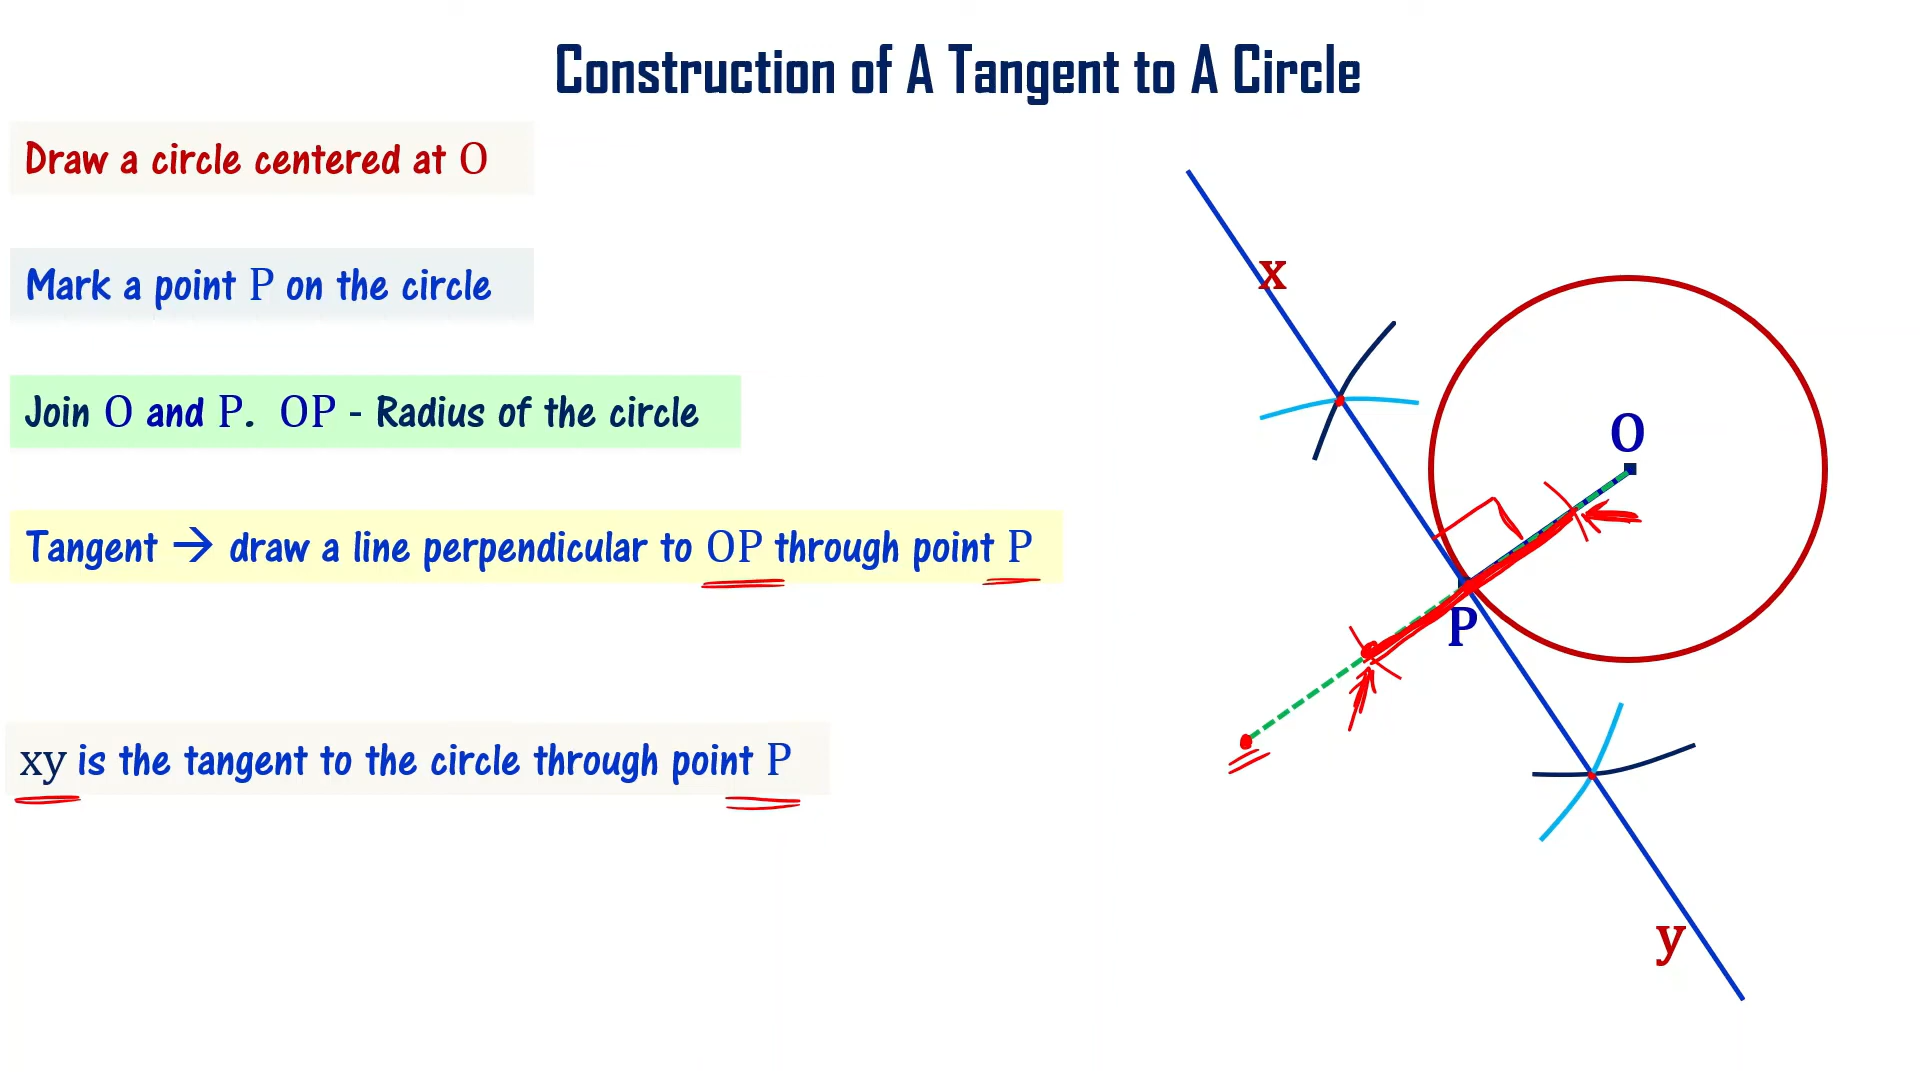 Construction of A Tangent to A Circle
Draw a circle centered at O
Mark a point P on the circle
Join O and P. OP - Radius of the circle
Tangent → draw a line perpendicular to OP through point P
xy is the tangent to the circle through point P
x
O
P
y